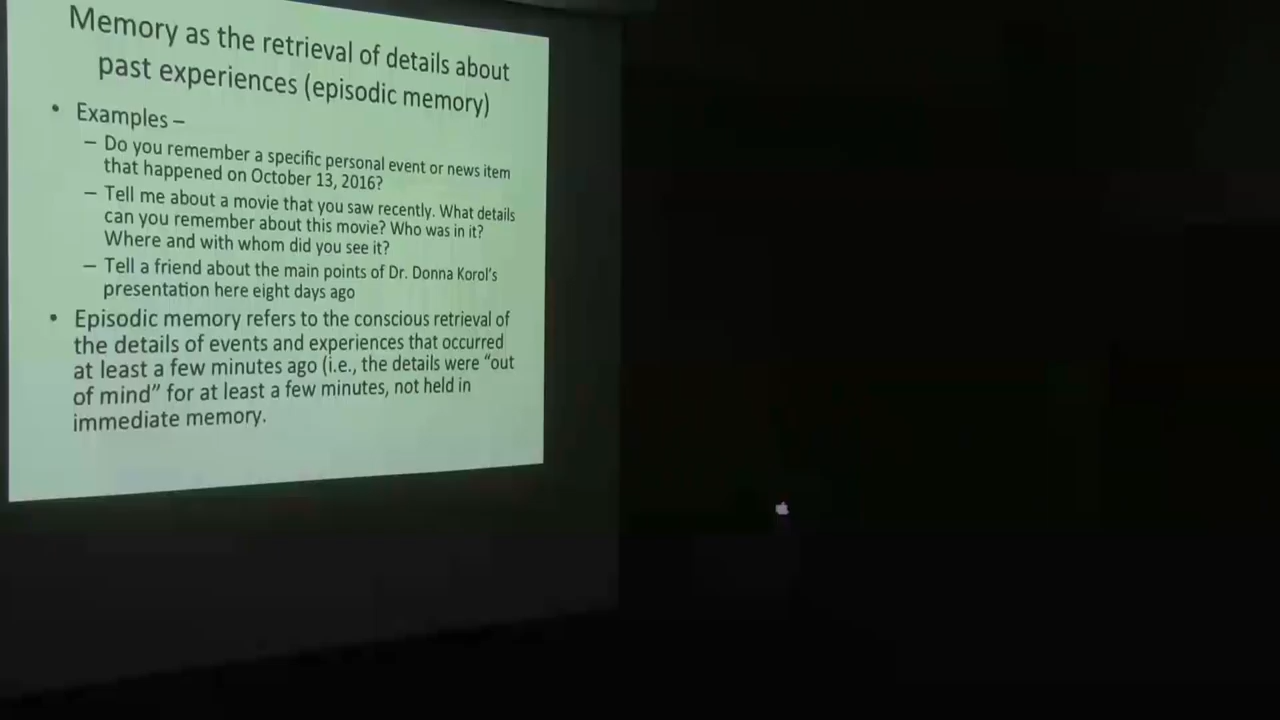 Memory as the retrieval of details about
past experiences (episodic memory)
• Examples –
– Do you remember a specific personal event or news item
that happened on October 13, 2016?
– Tell me about a movie that you saw recently. What details
can you remember about this movie? Who was in it?
Where and with whom did you see it?
– Tell a friend about the main points of Dr. Donna Korol's
presentation here eight days ago
• Episodic memory refers to the conscious retrieval of
the details of events and experiences that occurred
at least a few minutes ago (i.e., the details were “out
of mind” for at least a few minutes, not held in
immediate memory.